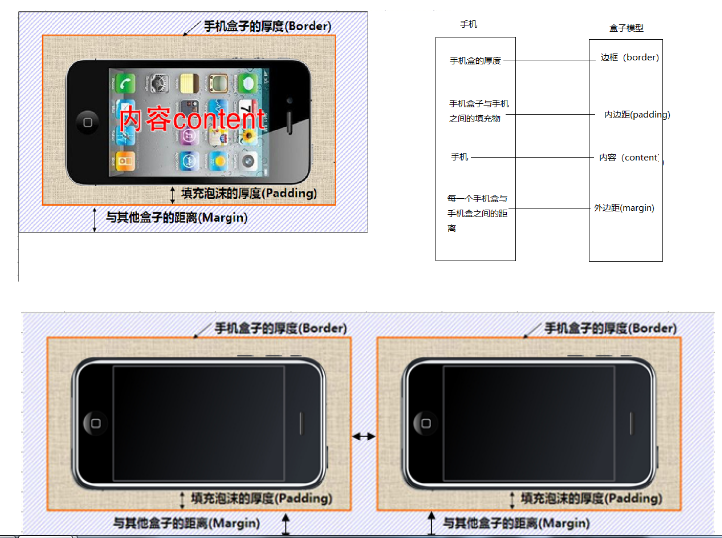 手机盒子的厚度(Border)
内容content
填充泡沫的厚度(Padding)
与其他盒子的距离(Margin)
手机
盒子模型
手机盒的厚度
边框（border)
手机盒子与手机
之间的填充物
内边距(padding)
手机
内容（content)
每一个手机盒与
手机盒之间的距
离
外边距(margin)
手机盒子的厚度(Border)
手机盒子的厚度(Border)
填充泡沫的厚度(Padding)
填充泡沫的厚度(Padding)
与其他盒子的距离(Margin)
与其他盒子的距离(Margin)